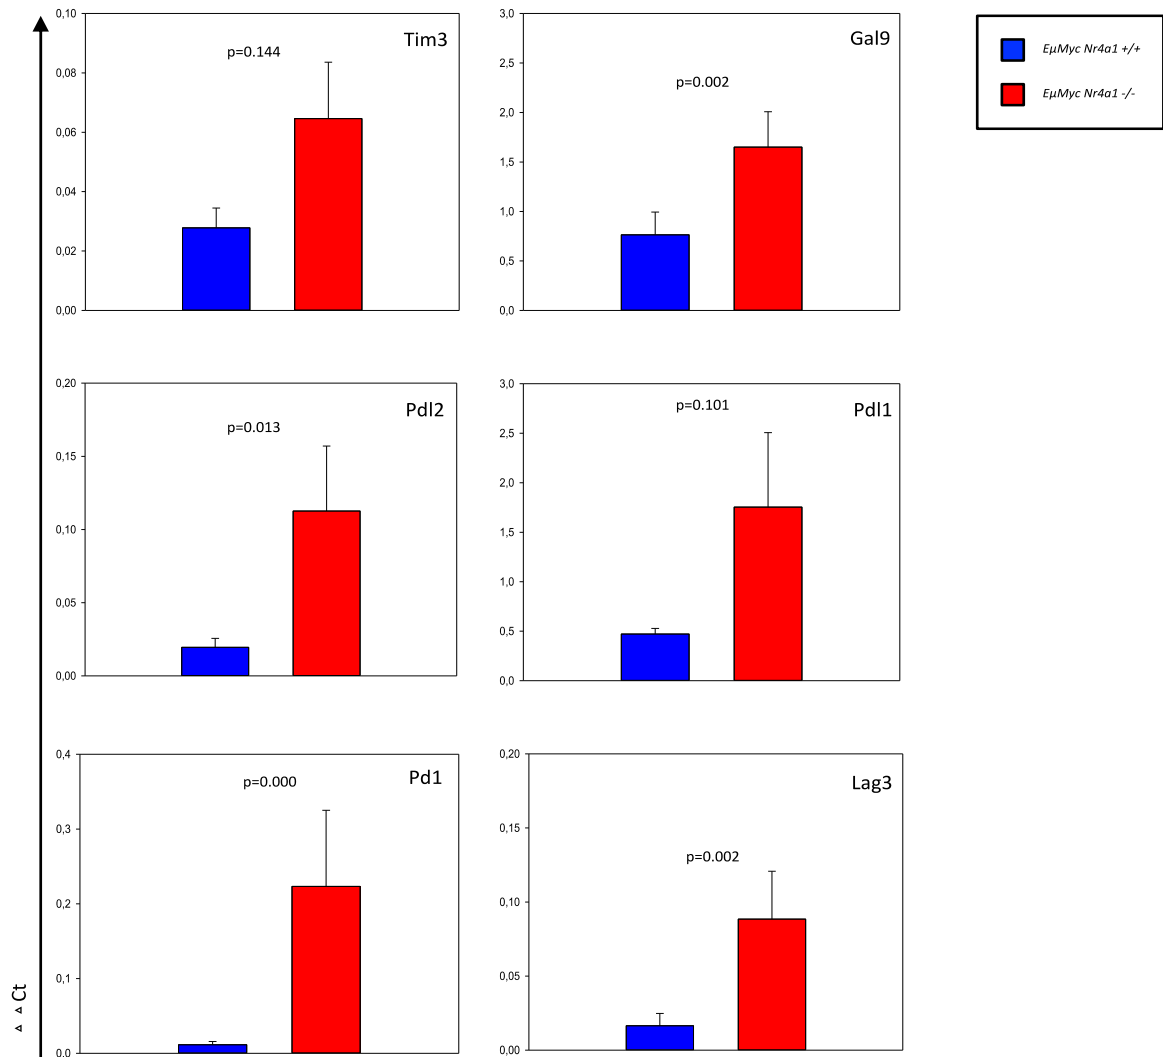 Tim3
p=0.144
0,10
0,08
0,06
0,04
0,02
0,00
Gal9
p=0.002
3,0
2,5
2,0
1,5
1,0
0,5
0,0
EμMyc Nr4a1 +/+
EμMyc Nr4a1 -/-
Pdl2
p=0.013
0,20
0,15
0,10
0,05
0,00
Pdl1
p=0.101
3,0
2,5
2,0
1,5
1,0
0,5
0,0
Pd1
p=0.000
0,4
0,3
0,2
0,1
0,0
Lag3
p=0.002
0,20
0,15
0,10
0,05
0,00
△ △ Ct